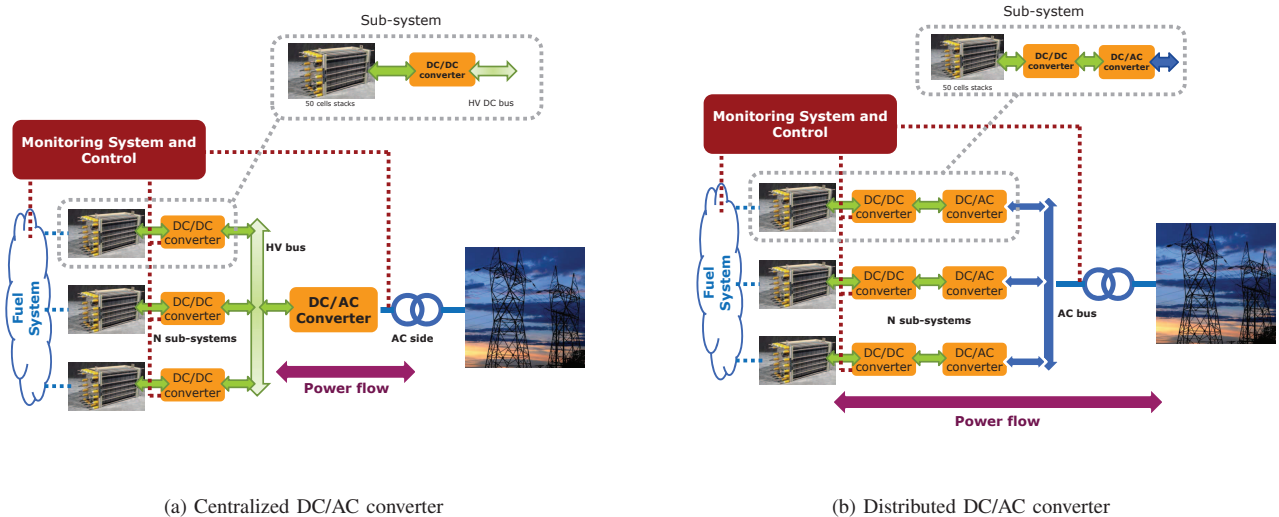 Sub-system
DC/DC
converter
50 cells stacks
HV DC bus
Monitoring System and
Control
DC/DC
converter
HV bus
Fuel
System
DC/DC
converter
DC/AC
Converter
N sub-systems
AC side
DC/DC
converter
Power flow
(a) Centralized DC/AC converter
Sub-system
DC/DC
converter
DC/AC
converter
50 cells stacks
Monitoring System and
Control
DC/DC
converter
DC/AC
converter
Fuel
System
DC/DC
converter
DC/AC
converter
N sub-systems
AC bus
DC/DC
converter
DC/AC
converter
Power flow
(b) Distributed DC/AC converter